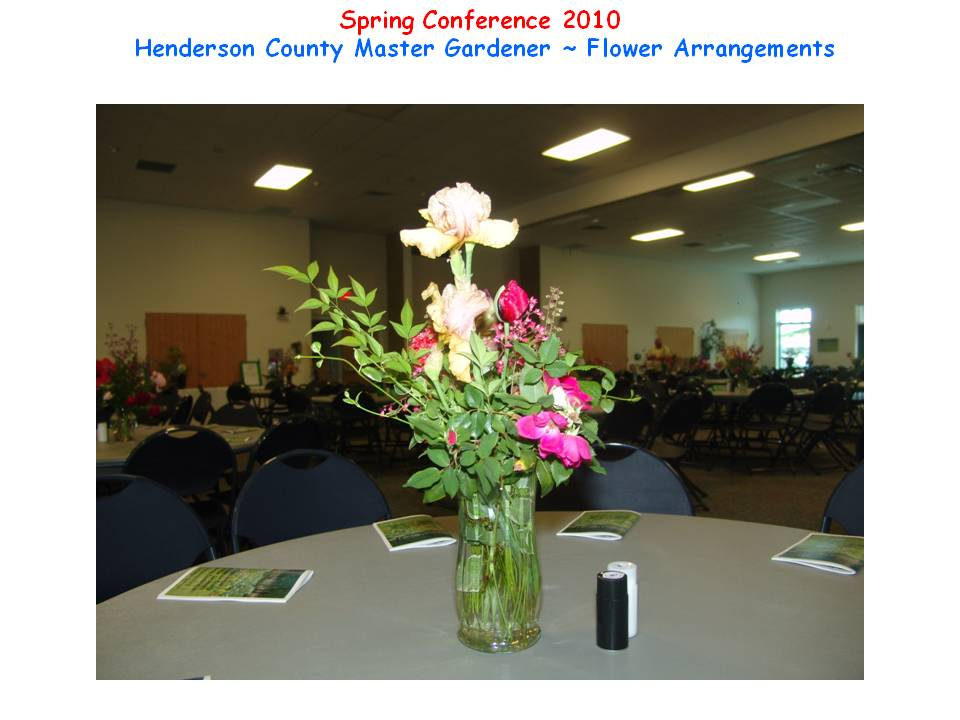 Spring Conference 2010
Henderson County Master Gardener ~ Flower Arrangements